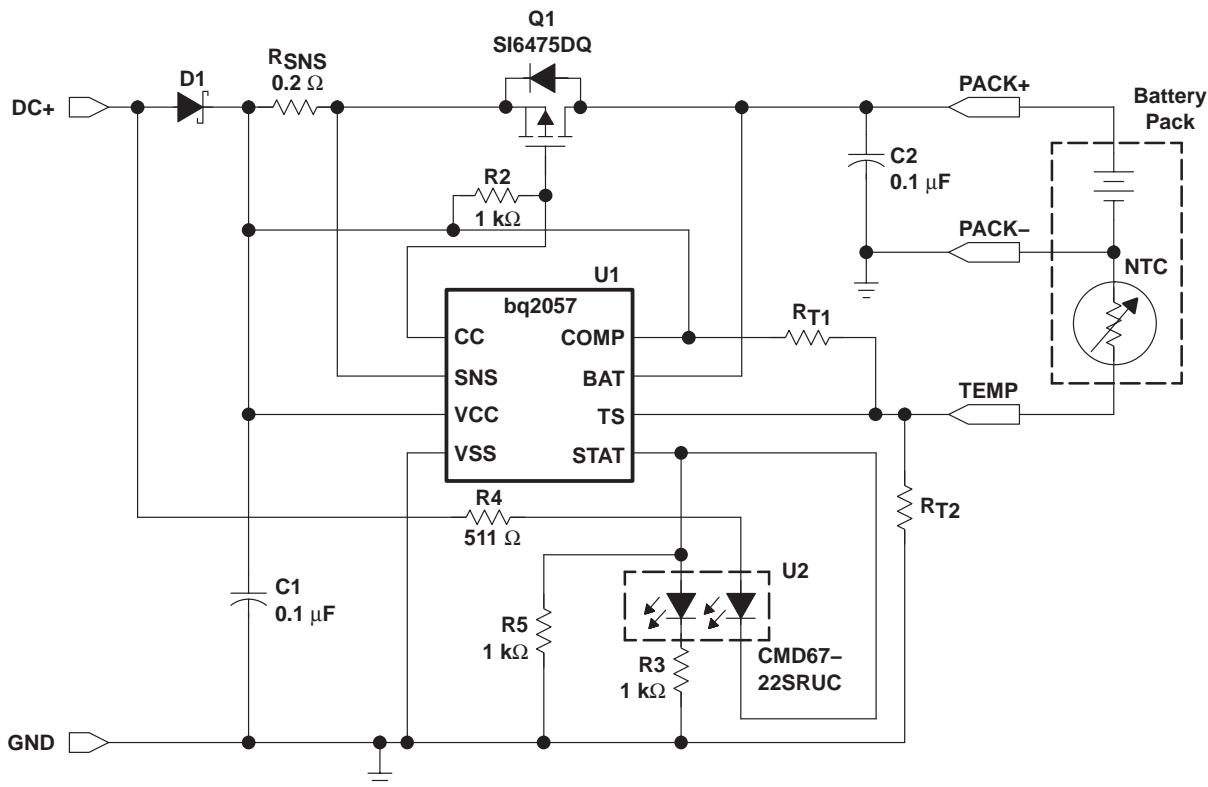 Q1
SI6475DQ
RSNS
0.2 Ω
D1
DC+
PACK+
Battery
Pack
C2
0.1 µF
R2
1 kΩ
PACK–
NTC
U1
bq2057
CC
COMP
RT1
SNS
BAT
VCC
TS
TEMP
VSS
STAT
R4
511 Ω
RT2
C1
0.1 µF
U2
R5
1 kΩ
R3
1 kΩ
CMD67–
22SRUC
GND